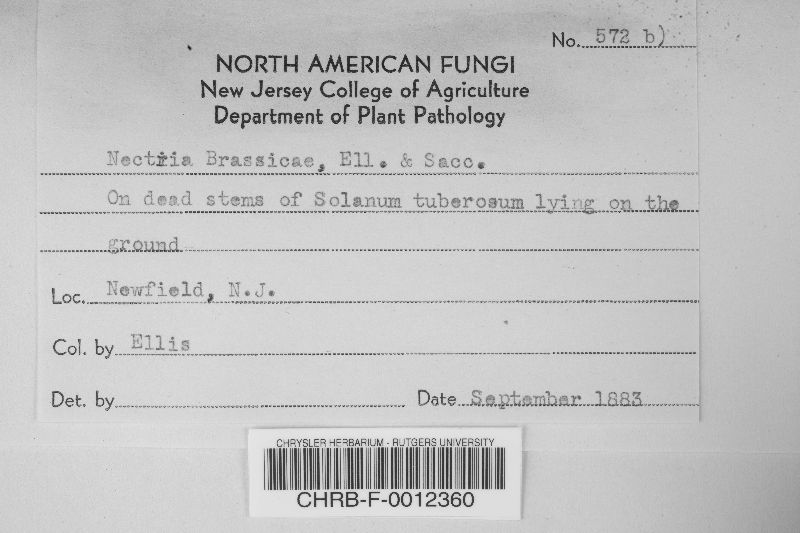 No. 572 b)
NORTH AMERICAN FUNGI
New Jersey College of Agriculture
Department of Plant Pathology
Nectria Brassicae, Ell. & Sacc.
On dead stems of Solanum tuberosum lying on the
ground
Loc. Newfield, N.J.
Col. by Ellis
Det. by
Date September 1883
CHRYSLER HERBARIUM - RUTGERS UNIVERSITY
CHRB-F-0012360